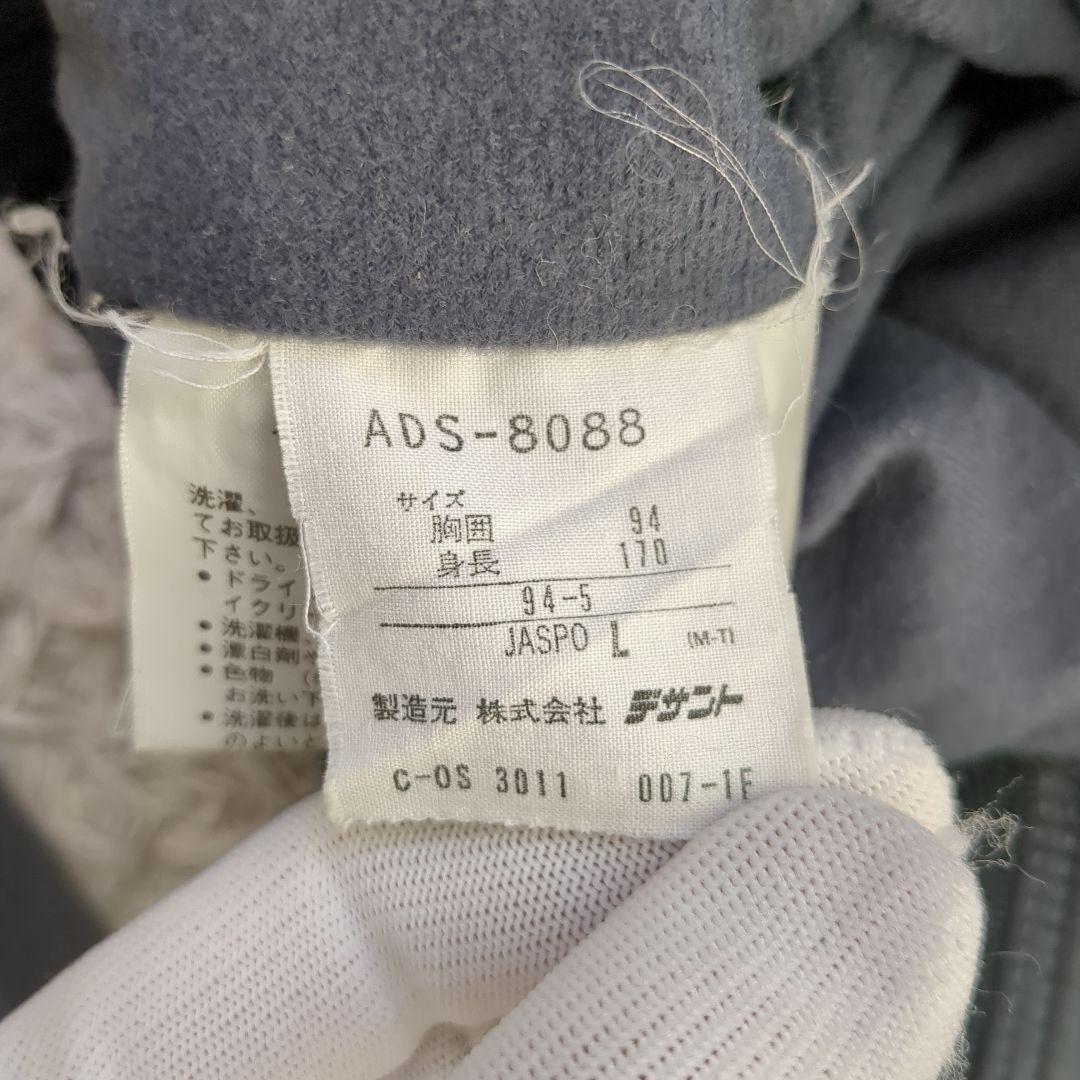 ADS-8088
サイズ
胸囲 94
身長 170
94-5
JASPO L (M-T)
製造元 株式会社 デサント
C-OS 3011 007-1F
洗濯、
てお取扱
下さい。
• ドライ
イクリ
• 洗濯機
• 漂白剤や
• 色物
お洗い下
• 洗濯後は
のよいと